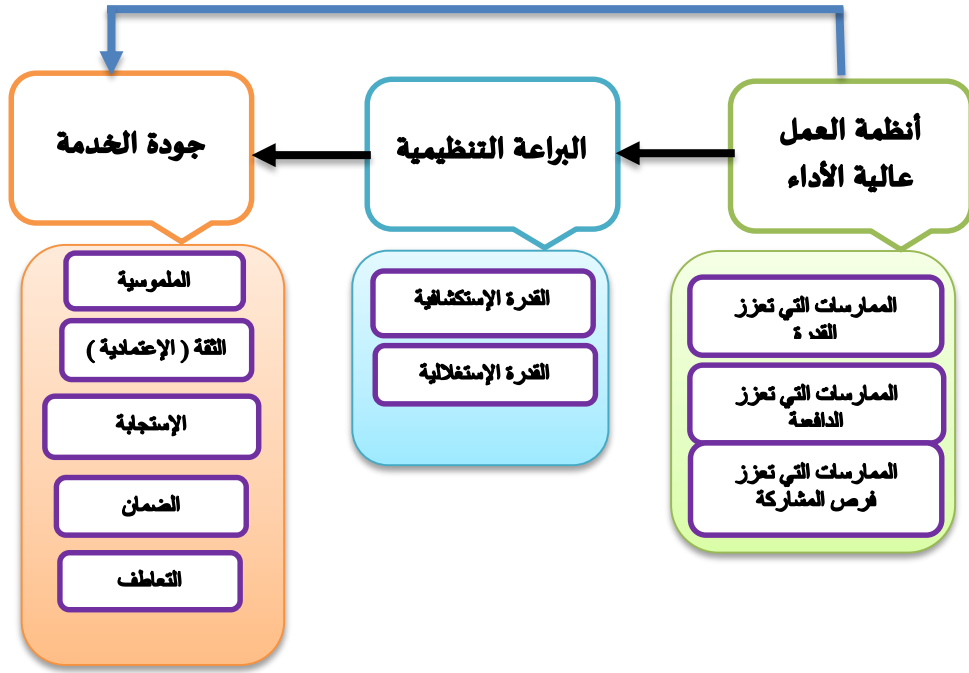 أنظمة العمل
عالية الأداء
البراعة التنظيمية
جودة الخدمة
الممارسات التي تعزز
القدرة
الممارسات التي تعزز
الدافعية
الممارسات التي تعزز
فرص المشاركة
القدرة الإستكشافية
القدرة الإستغلالية
الملموسية
الثقة ( الإعتمادية )
الإستجابة
الضمان
التعاطف